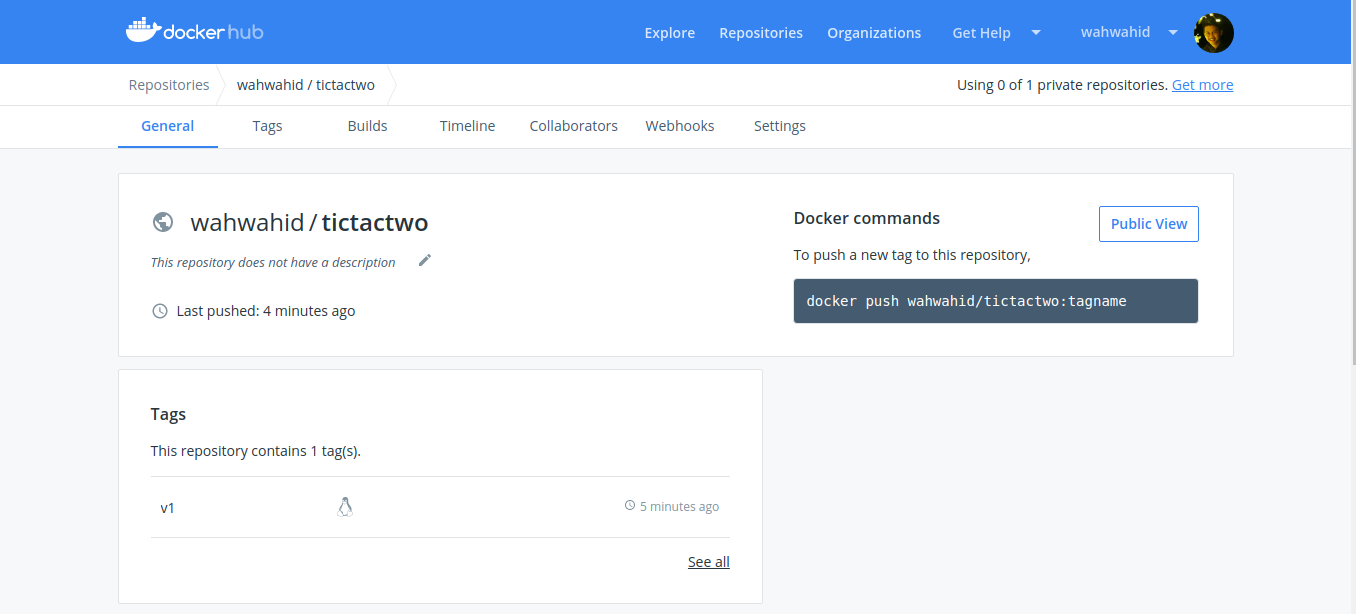 docker hub
Explore Repositories Organizations Get Help wahwahid
Repositories wahwahid / tictactwo Using 0 of 1 private repositories. Get more
General Tags Builds Timeline Collaborators Webhooks Settings
wahwahid / tictactwo
This repository does not have a description
Last pushed: 4 minutes ago
Docker commands
Public View
To push a new tag to this repository,
docker push wahwahid/tictactwo:tagname
Tags
This repository contains 1 tag(s).
v1 5 minutes ago
See all